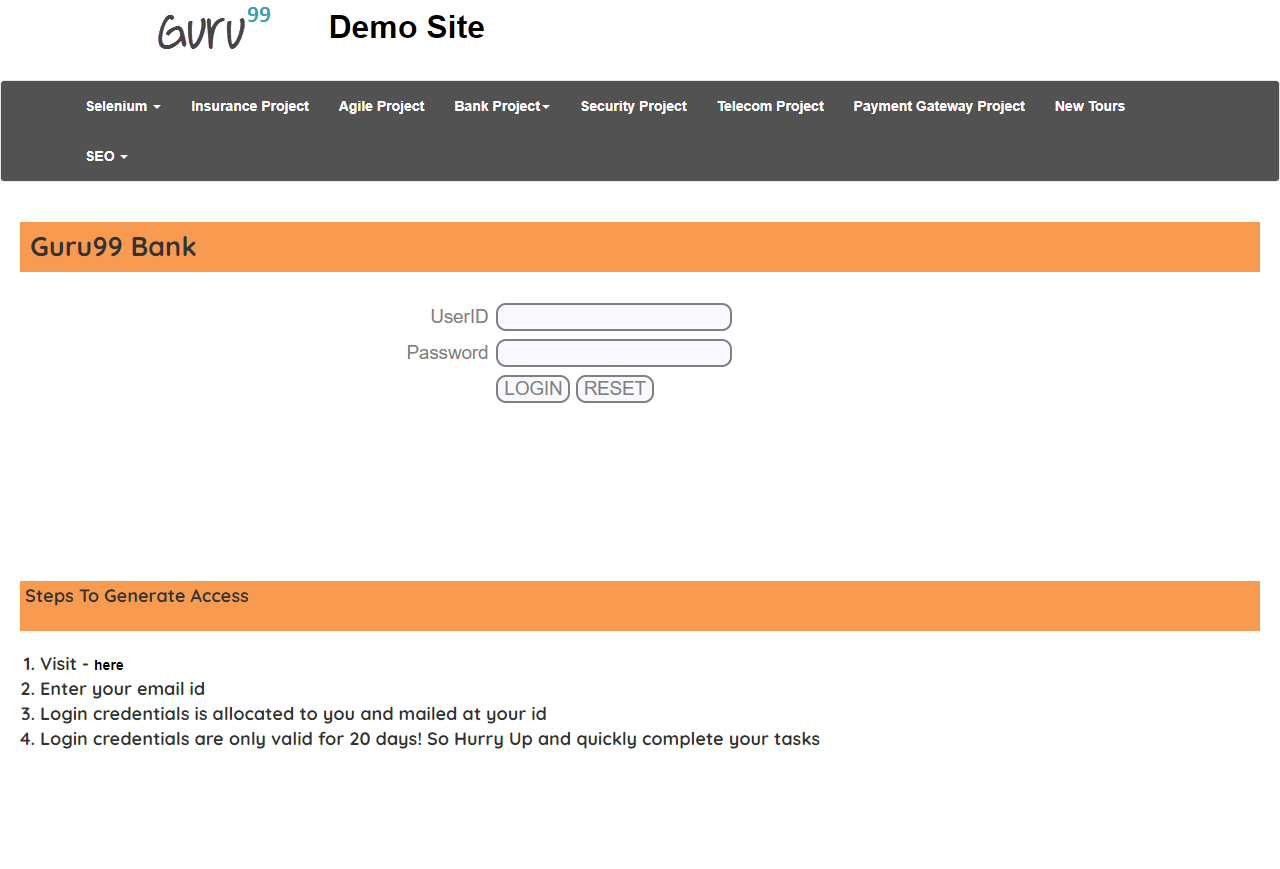 Guru99 Demo Site
Selenium Insurance Project Agile Project Bank Project Security Project Telecom Project Payment Gateway Project New Tours
SEO
Guru99 Bank
UserID
Password
LOGIN RESET
Steps To Generate Access
1. Visit - here
2. Enter your email id
3. Login credentials is allocated to you and mailed at your id
4. Login credentials are only valid for 20 days! So Hurry Up and quickly complete your tasks